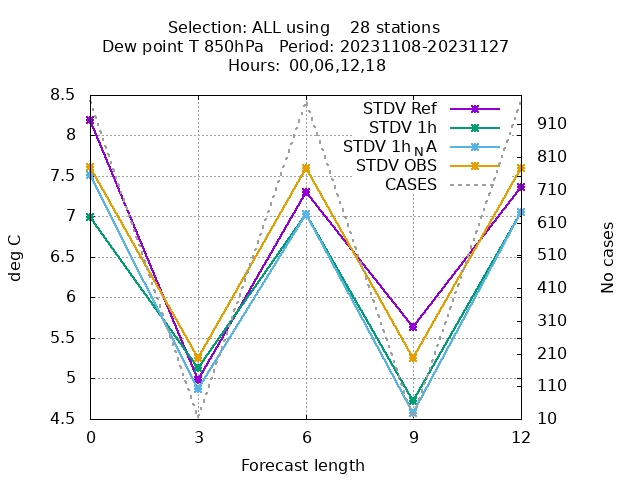 Selection: ALL using    28 stations
Dew point T 850hPa   Period: 20231108-20231127
Hours: 00,06,12,18
STDV Ref
STDV 1h
STDV 1h_NA
STDV OBS
CASES
8.5
8
7.5
7
6.5
6
5.5
5
4.5
deg C
910
810
710
610
510
410
310
210
110
10
No cases
0 3 6 9 12
Forecast length